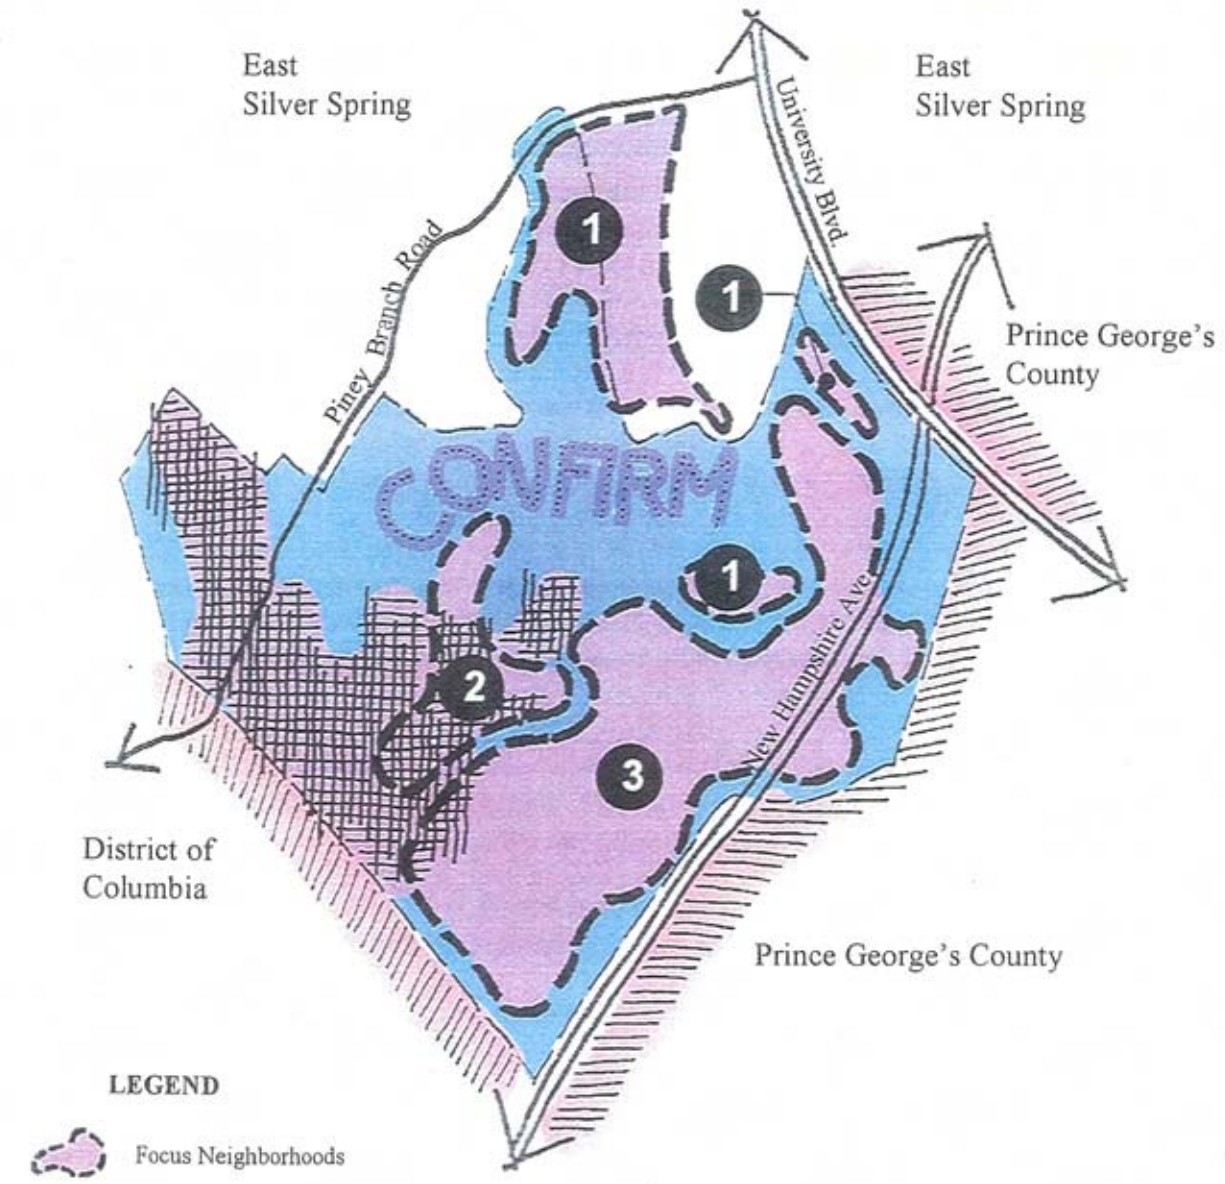 East
Silver Spring
East
Silver Spring
University Blvd.
Piney Branch Road
1
1
Prince George's
County
CONFIRM
1
New Hampshire Ave.
2
3
District of
Columbia
Prince George's County
LEGEND
Focus Neighborhoods